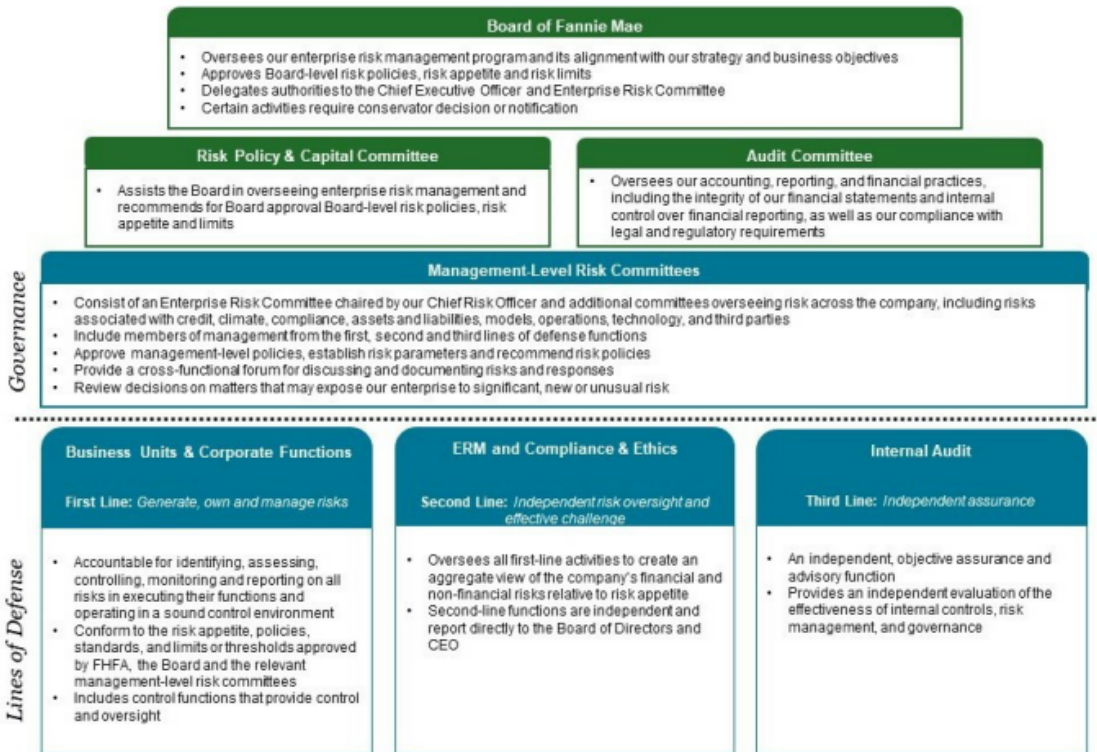 Board of Fannie Mae
• Oversees our enterprise risk management program and its alignment with our strategy and business objectives
• Approves Board-level risk policies, risk appetite and risk limits
• Delegates authorities to the Chief Executive Officer and Enterprise Risk Committee
• Certain activities require conservator decision or notification
Risk Policy & Capital Committee
• Assists the Board in overseeing enterprise risk management and
recommends for Board approval Board-level risk policies, risk
appetite and limits
Audit Committee
• Oversees our accounting, reporting, and financial practices,
including the integrity of our financial statements and internal
control over financial reporting, as well as our compliance with
legal and regulatory requirements
Governance
Management-Level Risk Committees
• Consist of an Enterprise Risk Committee chaired by our Chief Risk Officer and additional committees overseeing risk across the company, including risks
associated with credit, climate, compliance, assets and liabilities, models, operations, technology, and third parties
• Include members of management from the first, second and third lines of defense functions
• Approve management-level policies, establish risk parameters and recommend risk policies
• Provide a cross-functional forum for discussing and documenting risks and responses
• Review decisions on matters that may expose our enterprise to significant, new or unusual risk
Lines of Defense
Business Units & Corporate Functions
First Line: Generate, own and manage risks
• Accountable for identifying, assessing,
controlling, monitoring and reporting on all
risks in executing their functions and
operating in a sound control environment
• Conform to the risk appetite, policies,
standards, and limits or thresholds approved
by FHFA, the Board and the relevant
management-level risk committees
• Includes control functions that provide control
and oversight
ERM and Compliance & Ethics
Second Line: Independent risk oversight and
effective challenge
• Oversees all first-line activities to create an
aggregate view of the company's financial and
non-financial risks relative to risk appetite
• Second-line functions are independent and
report directly to the Board of Directors and
CEO
Internal Audit
Third Line: Independent assurance
• An independent, objective assurance and
advisory function
• Provides an independent evaluation of the
effectiveness of internal controls, risk
management, and governance